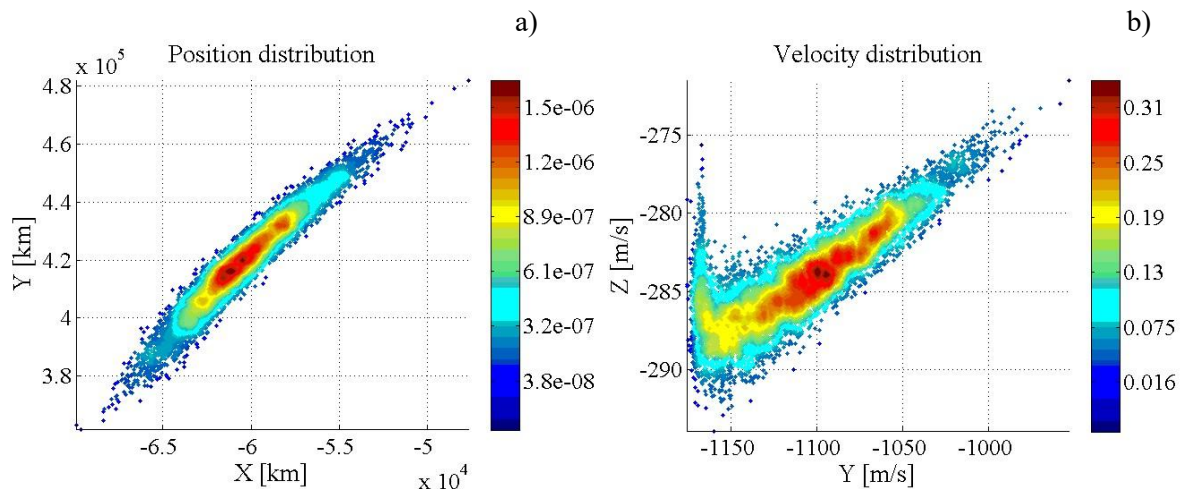 a)
Position distribution
x 10^5
4.8
4.6
4.4
4.2
4
3.8
Y [km]
-6.5
-6
-5.5
-5
X [km]
x 10^4
1.5e-06
1.2e-06
8.9e-07
6.1e-07
3.2e-07
3.8e-08
b)
Velocity distribution
-275
-280
-285
-290
Z [m/s]
-1150
-1100
-1050
-1000
Y [m/s]
0.31
0.25
0.19
0.13
0.075
0.016